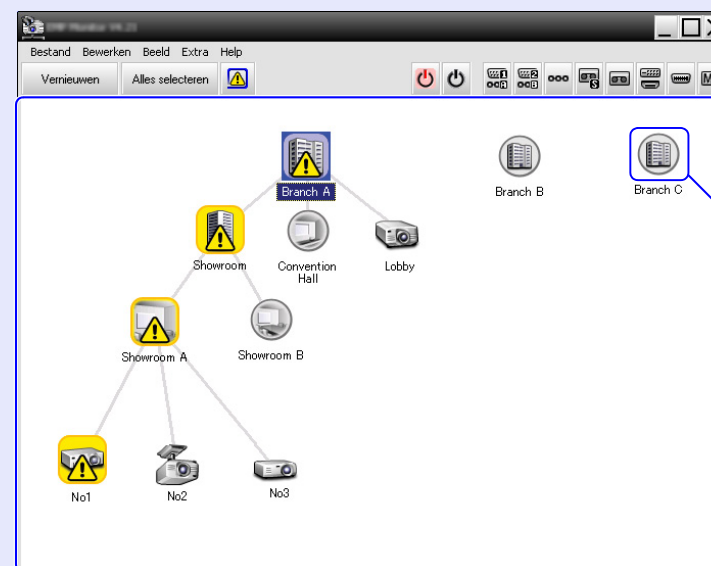 Bestand Bewerken Beeld Extra Help
Vernieuwen Alles selecteren
Branch A
Branch B
Branch C
Showroom
Convention
Hall
Lobby
Showroom A
Showroom B
No1
No2
No3